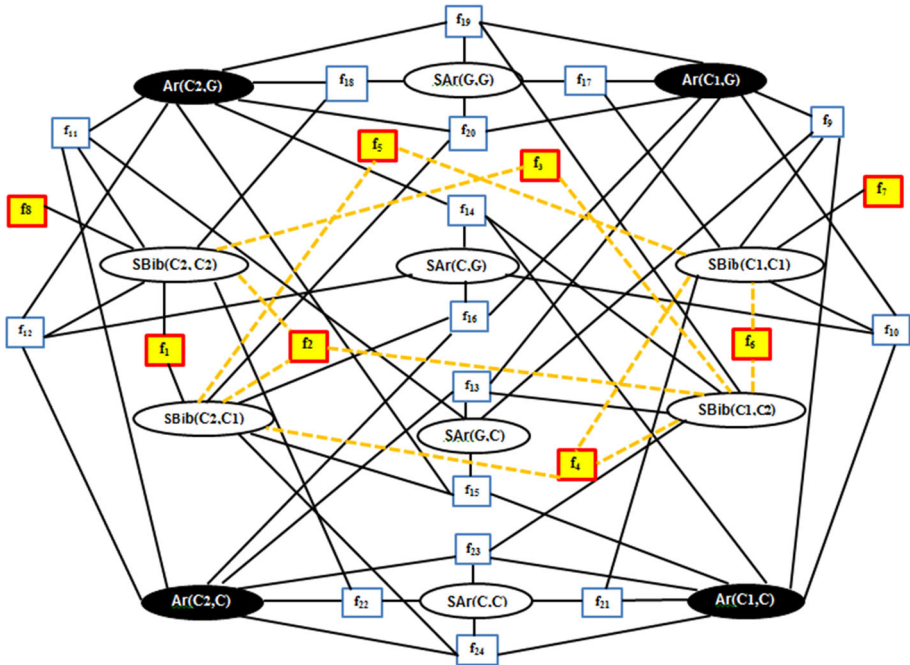 f19
Ar(C2,G)
f18
SAr(G,G)
f17
Ar(C1,G)
f11
f20
f9
f5
f3
f8
f7
f14
SBib(C2,C2)
SAr(C,G)
SBib(C1,C1)
f12
f16
f10
f1
f2
f6
f13
SBib(C2,C1)
SBib(C1,C2)
SAr(G,C)
f4
f15
f23
Ar(C2,C)
f22
SAr(C,C)
f21
Ar(C1,C)
f24